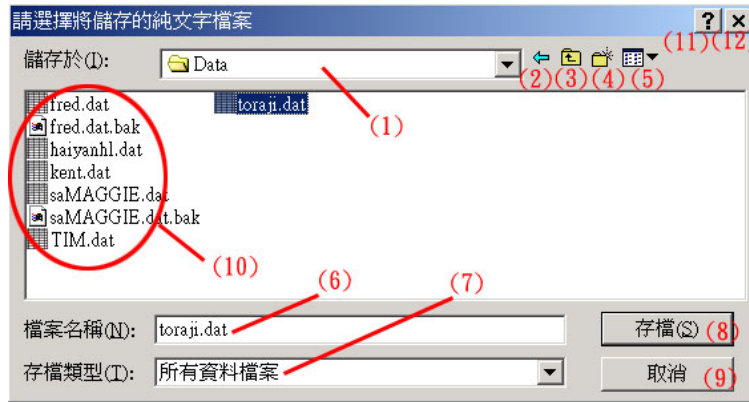 請選擇將儲存的純文字檔案
(11)(12)
儲存於(I): Data
(2)(3)(4)(5)
(1)
fred.dat toraji.dat
fred.dat.bak
haiyanhl.dat
kent.dat
saMAGGIE.dat
saMAGGIE.dat.bak
TIM.dat
(10)
(6) (7)
檔案名稱(N): toraji.dat 存檔(S) (8)
存檔類型(T): 所有資料檔案 取消 (9)